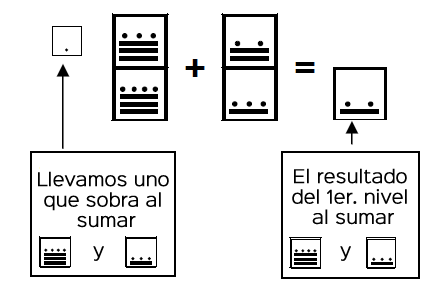 +
=
Llevamos uno
que sobra al
sumar
y
El resultado
del 1er. nivel
al sumar
y